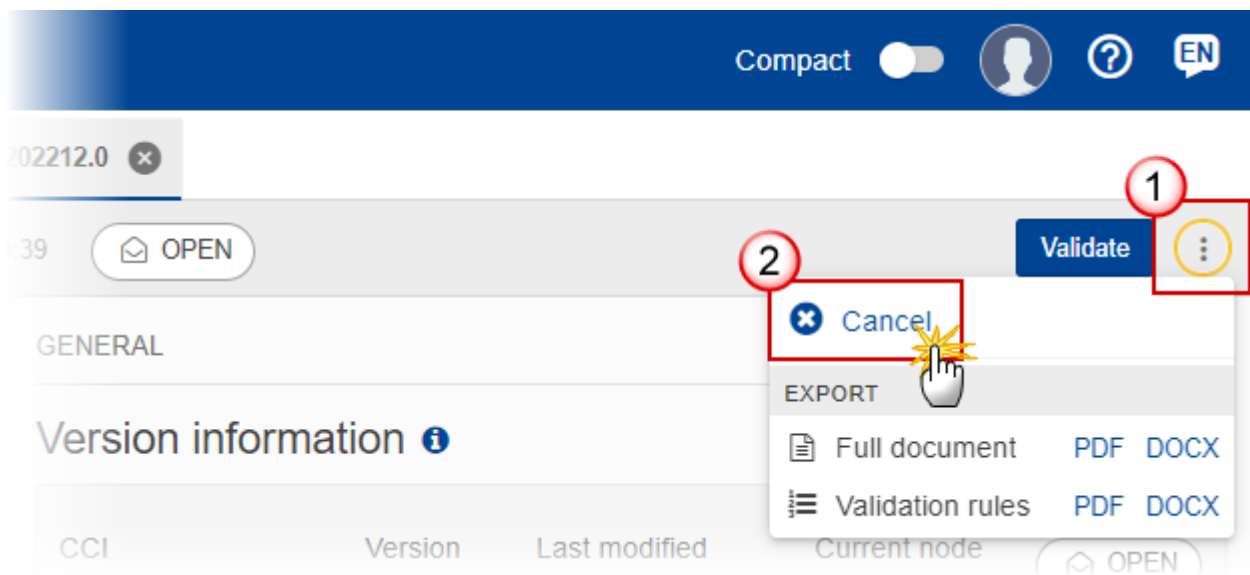 Compact EN
202212.0
1
:39 OPEN Validate
2
Cancel
GENERAL
EXPORT
Version information
Full document PDF DOCX
Validation rules PDF DOCX
CCI Version Last modified Current node OPEN